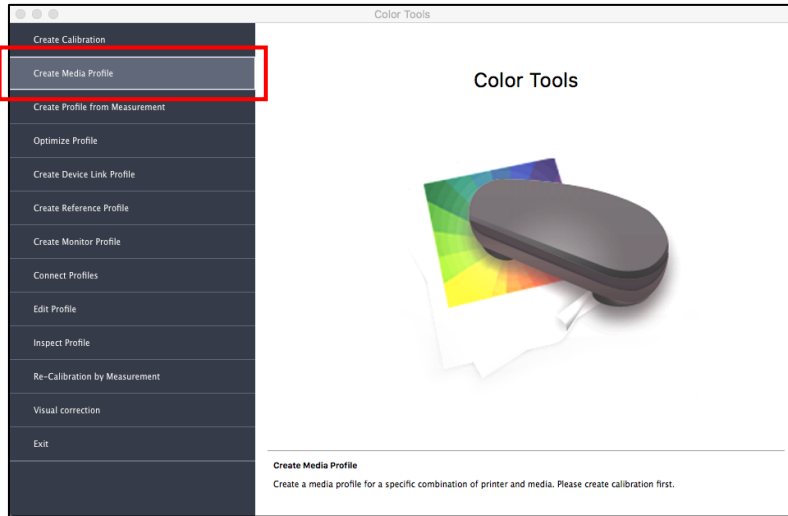 Color Tools
Create Calibration
Create Media Profile
Create Profile from Measurement
Optimize Profile
Create Device Link Profile
Create Reference Profile
Create Monitor Profile
Connect Profiles
Edit Profile
Inspect Profile
Re-Calibration by Measurement
Visual correction
Exit
Color Tools
Create Media Profile
Create a media profile for a specific combination of printer and media. Please create calibration first.